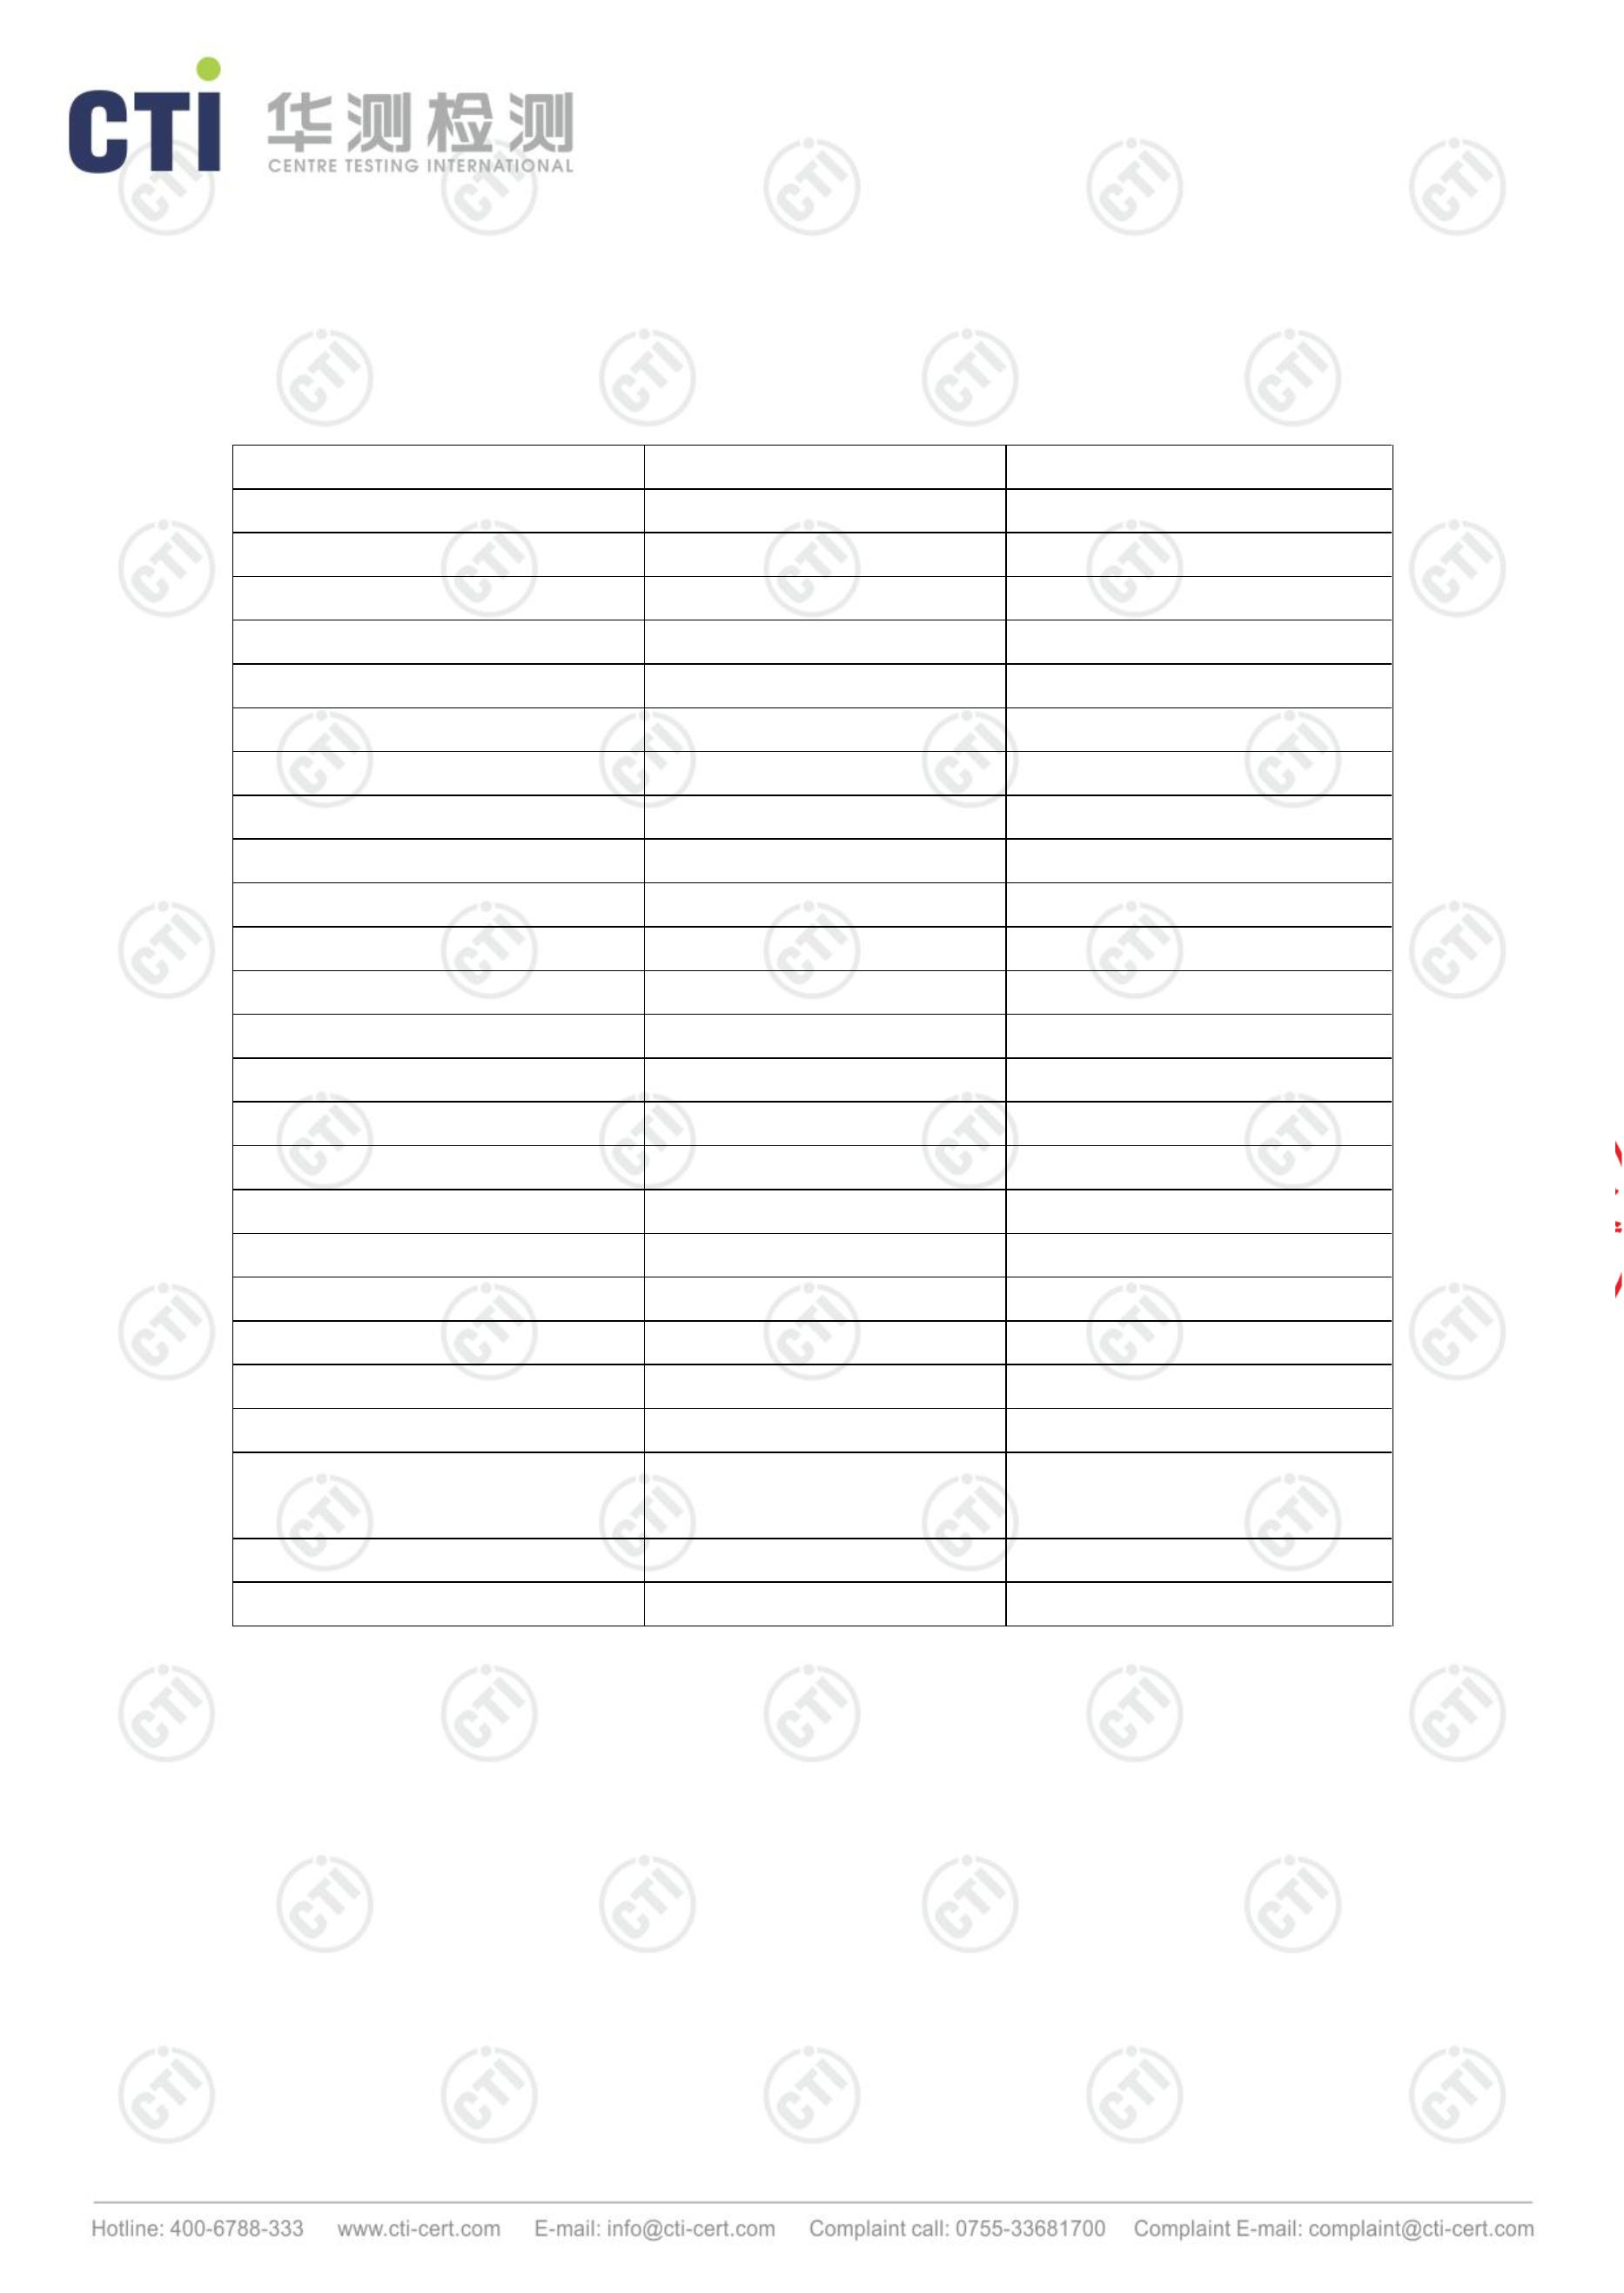 CTI 华测检测
CENTRE TESTING INTERNATIONAL
Hotline: 400-6788-333 www.cti-cert.com E-mail: info@cti-cert.com Complaint call: 0755-33681700 Complaint E-mail: complaint@cti-cert.com